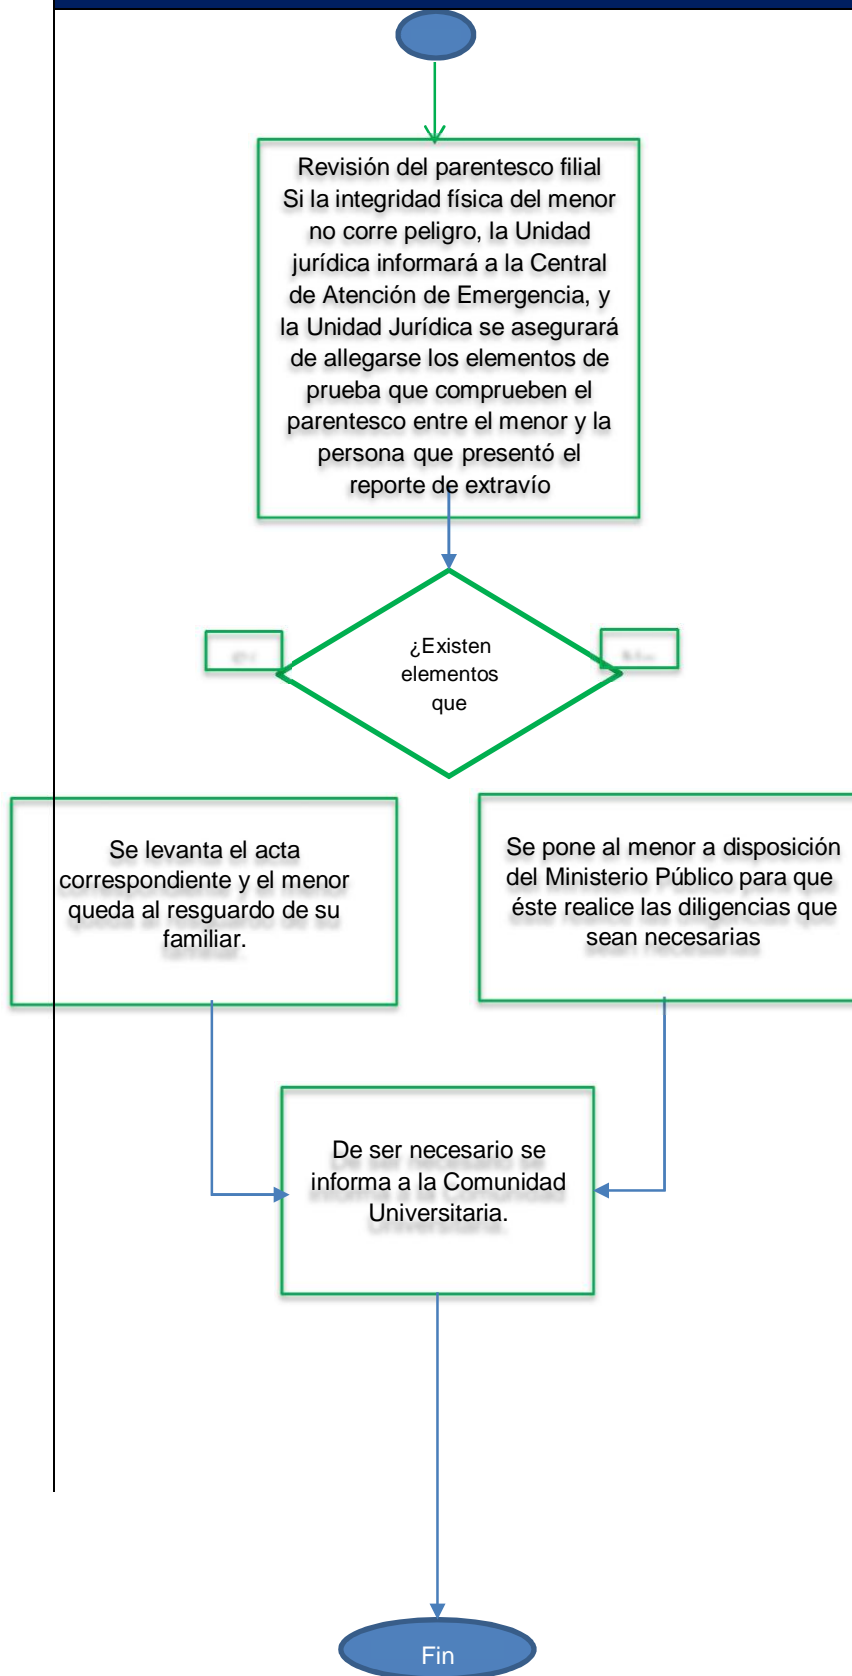 Revisión del parentesco filial
Si la integridad física del menor
no corre peligro, la Unidad
jurídica informará a la Central
de Atención de Emergencia, y
la Unidad Jurídica se asegurará
de allegarse los elementos de
prueba que comprueben el
parentesco entre el menor y la
persona que presentó el
reporte de extravío
¿Existen
elementos
que
Se levanta el acta
correspondiente y el menor
queda al resguardo de su
familiar.
Se pone al menor a disposición
del Ministerio Público para que
éste realice las diligencias que
sean necesarias
De ser necesario se
informa a la Comunidad
Universitaria.
Fin